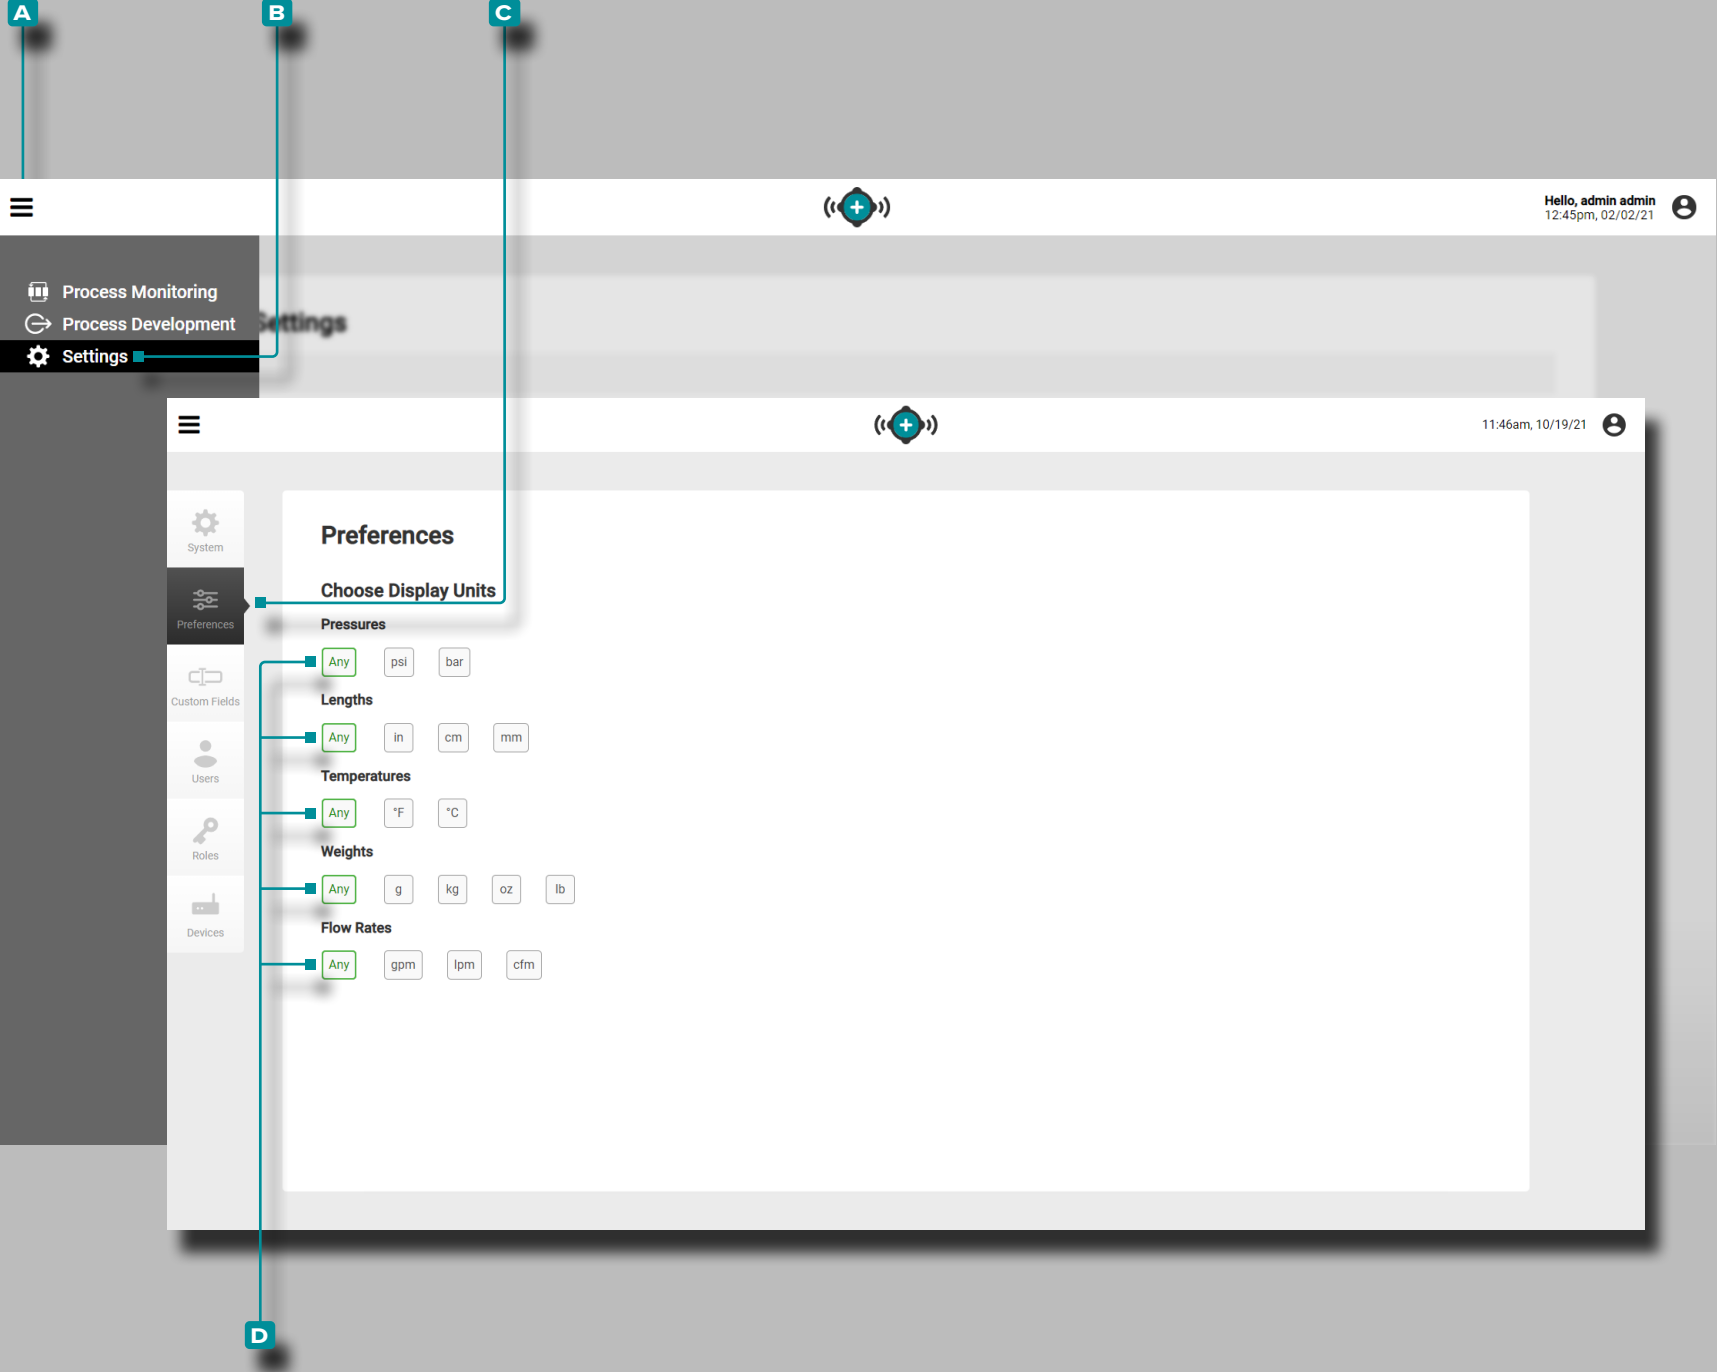 A B C
Hello, admin admin
12:45pm, 02/02/21
Process Monitoring
Process Development
Settings
Settings
11:46am, 10/19/21
System
Preferences
Custom Fields
Users
Roles
Devices
Preferences
Choose Display Units
Pressures
Any psi bar
Lengths
Any in cm mm
Temperatures
Any °F °C
Weights
Any g kg oz lb
Flow Rates
Any gpm lpm cfm
D